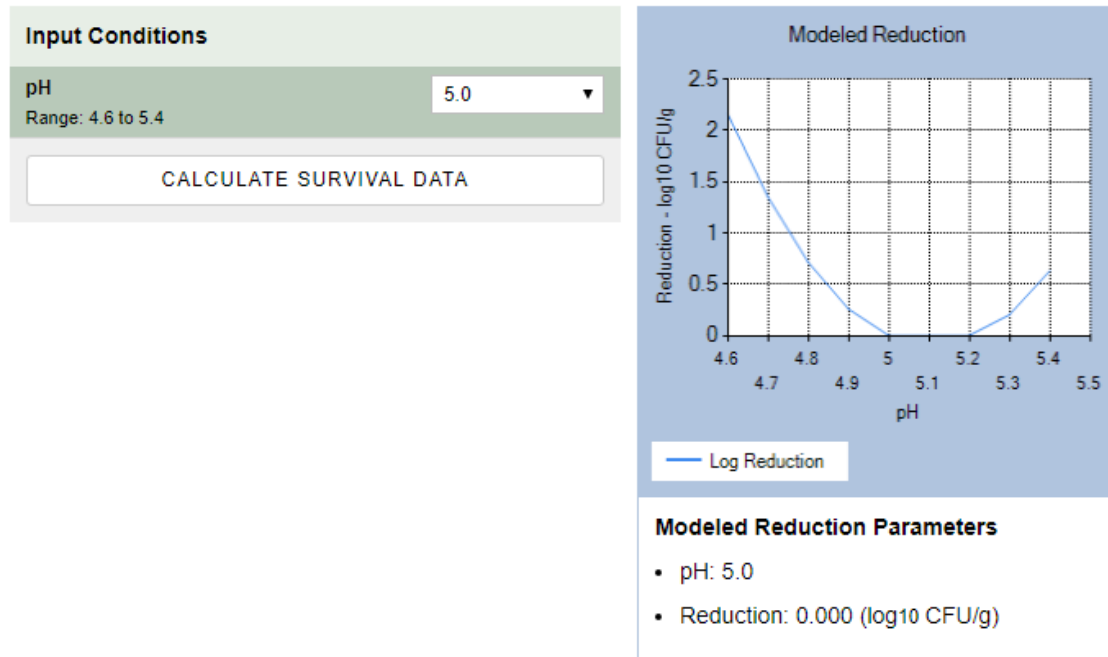 Input Conditions
pH
5.0
Range: 4.6 to 5.4
CALCULATE SURVIVAL DATA
Modeled Reduction
Reduction - log10 CFU/g
2.5
2
1.5
1
0.5
0
4.6 4.8 5 5.2 5.4
4.7 4.9 5.1 5.3 5.5
pH
Log Reduction
Modeled Reduction Parameters
• pH: 5.0
• Reduction: 0.000 (log10 CFU/g)